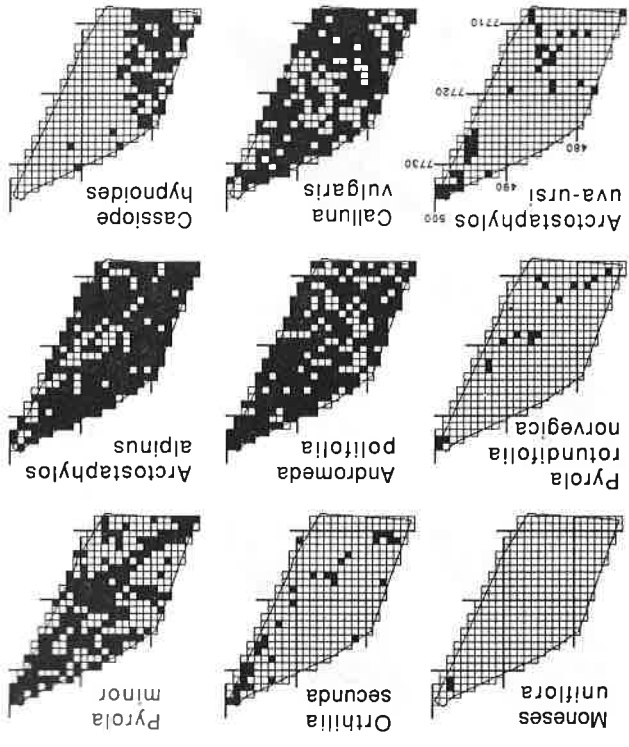 Moneses
uniflora
Orthilia
secunda
Pyrola
minor
Pyrola
rotundifolia
norvegica
Andromeda
polifolia
Arctostaphylos
alpinus
Arctostaphylos
uva-ursi
500
490
7730
480
7720
7710
Calluna
vulgaris
Cassiope
hypnoides